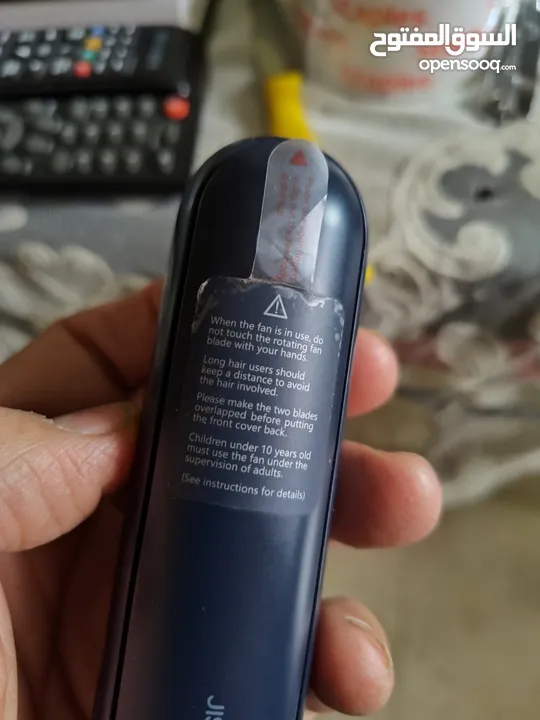 السوق المفتوح
opensooq.com
When the fan is in use, do
not touch the rotating fan
blade with your hands.
Long hair users should
keep a distance to avoid
the hair involved.
Please make the two blades
overlapped before putting
the front cover back.
Children under 10 years old
must use the fan under the
supervision of adults.
(See instructions for details)